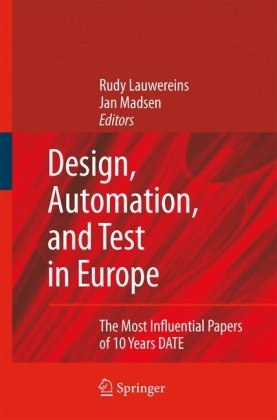 Rudy Lauwereins
Jan Madsen
Editors
Design,
Automation,
and Test
in Europe
The Most Influential Papers
of 10 Years DATE
Springer